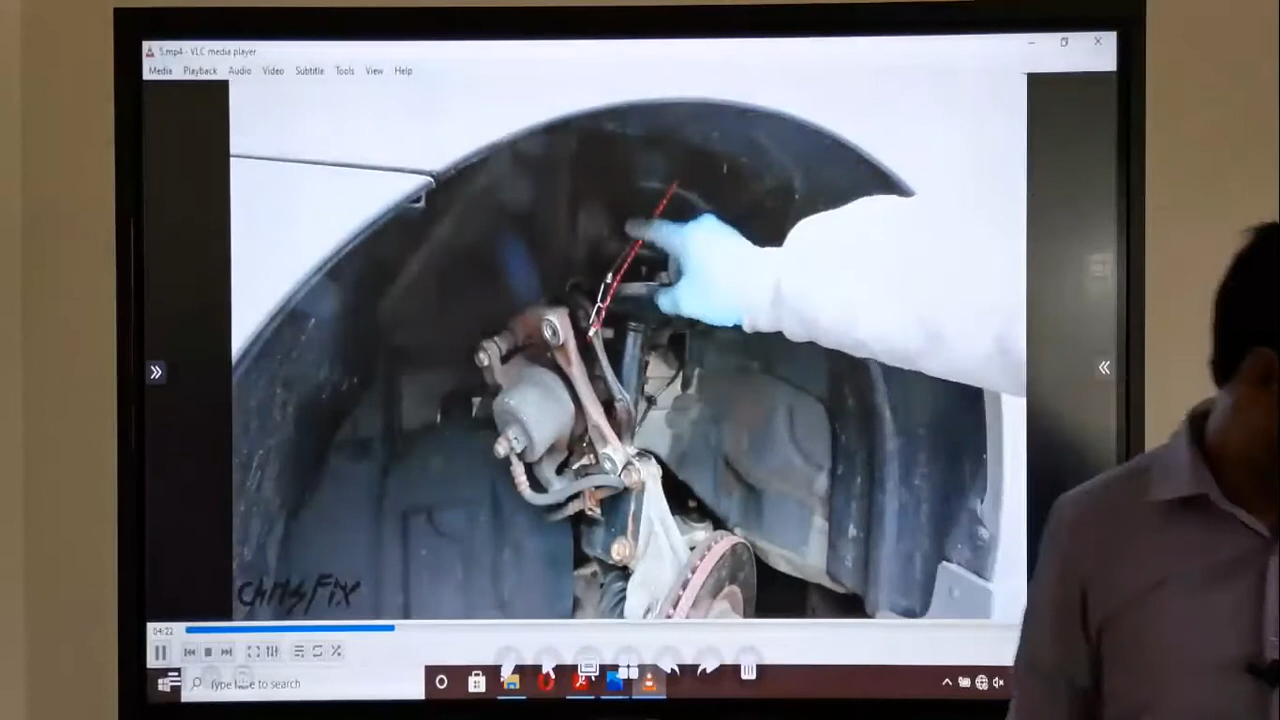 5.mp4 - VLC media player
Media Playback Audio Video Subtitle Tools View Help
CHRISFIX
04:22
Type here to search